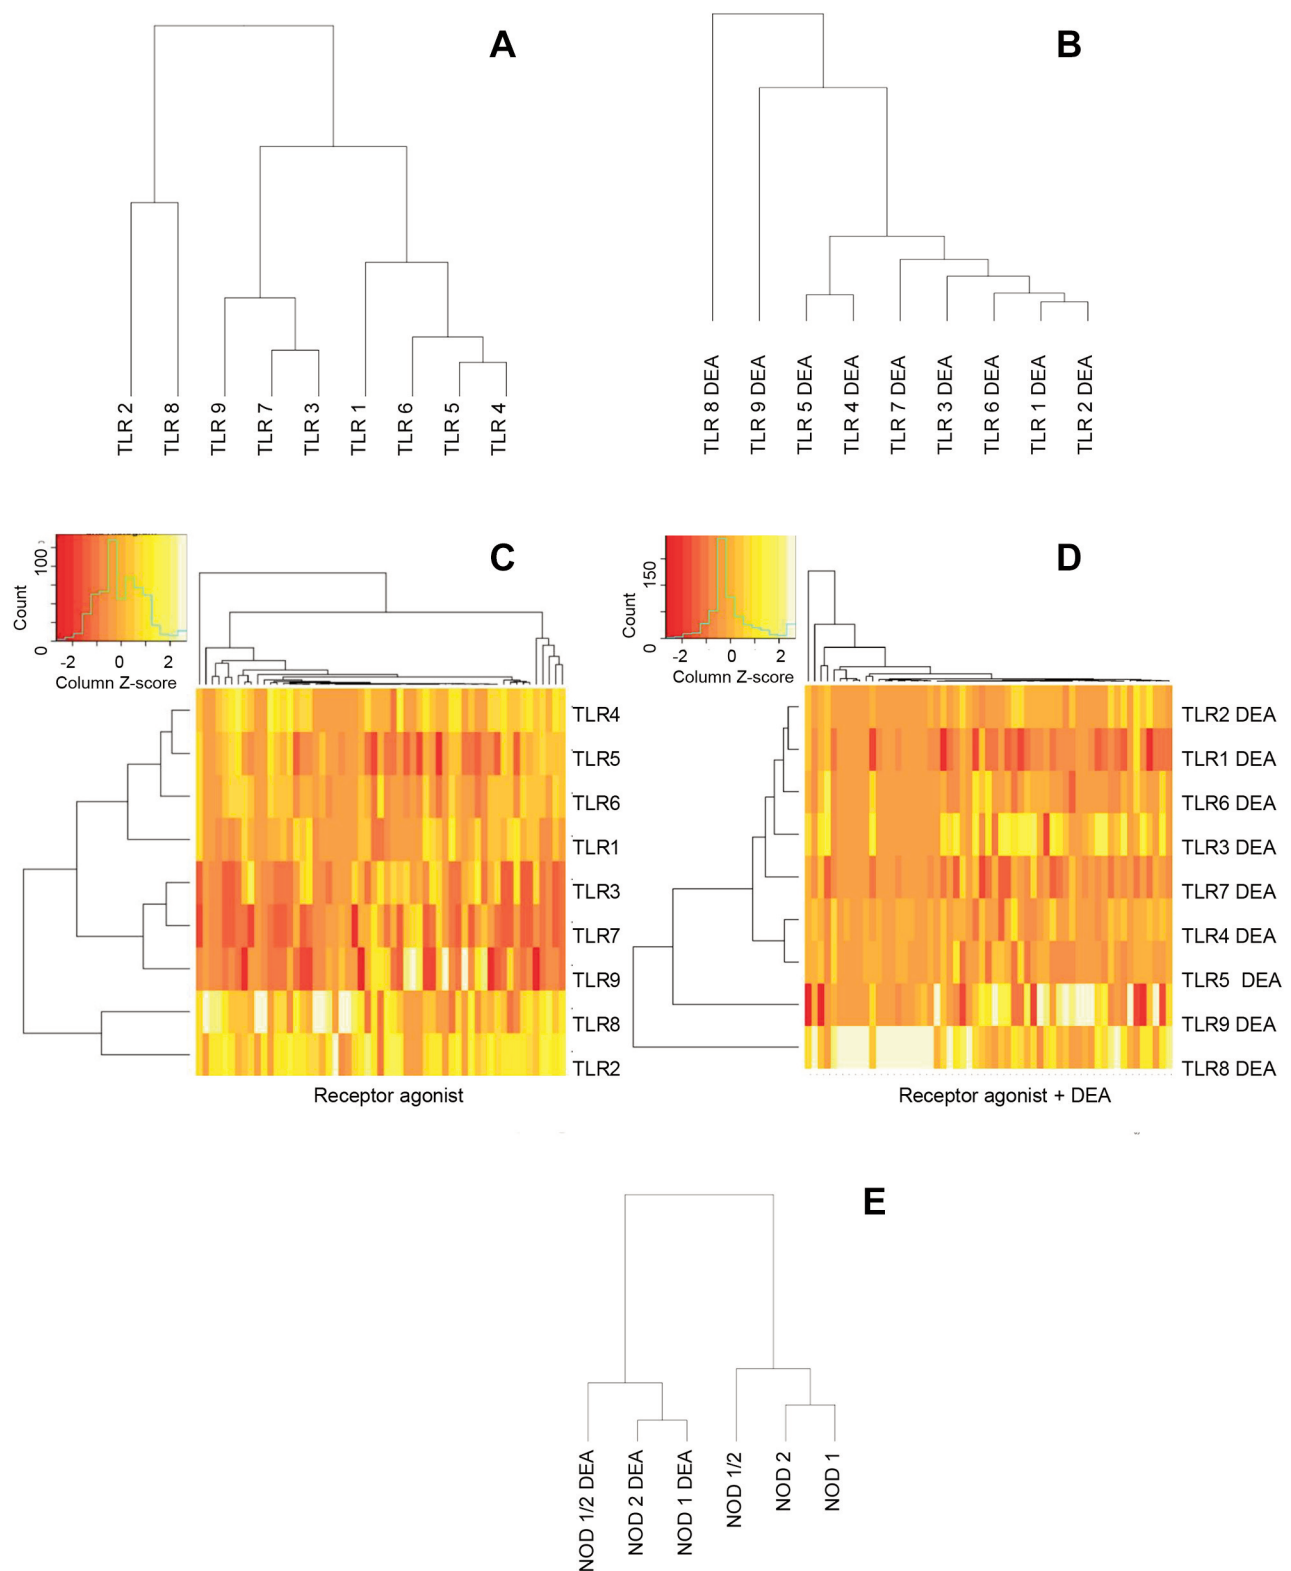 A
B
TLR 2
TLR 8
TLR 9
TLR 7
TLR 3
TLR 1
TLR 6
TLR 5
TLR 4
TLR 8 DEA
TLR 9 DEA
TLR 5 DEA
TLR 4 DEA
TLR 7 DEA
TLR 3 DEA
TLR 6 DEA
TLR 1 DEA
TLR 2 DEA
C
100
0
Count
-2 0 2
Column Z-score
TLR4
TLR5
TLR6
TLR1
TLR3
TLR7
TLR9
TLR8
TLR2
Receptor agonist
D
150
0
Count
-2 0 2
Column Z-score
TLR2 DEA
TLR1 DEA
TLR6 DEA
TLR3 DEA
TLR7 DEA
TLR4 DEA
TLR5 DEA
TLR9 DEA
TLR8 DEA
Receptor agonist + DEA
E
NOD 1/2 DEA
NOD 2 DEA
NOD 1 DEA
NOD 1/2
NOD 2
NOD 1